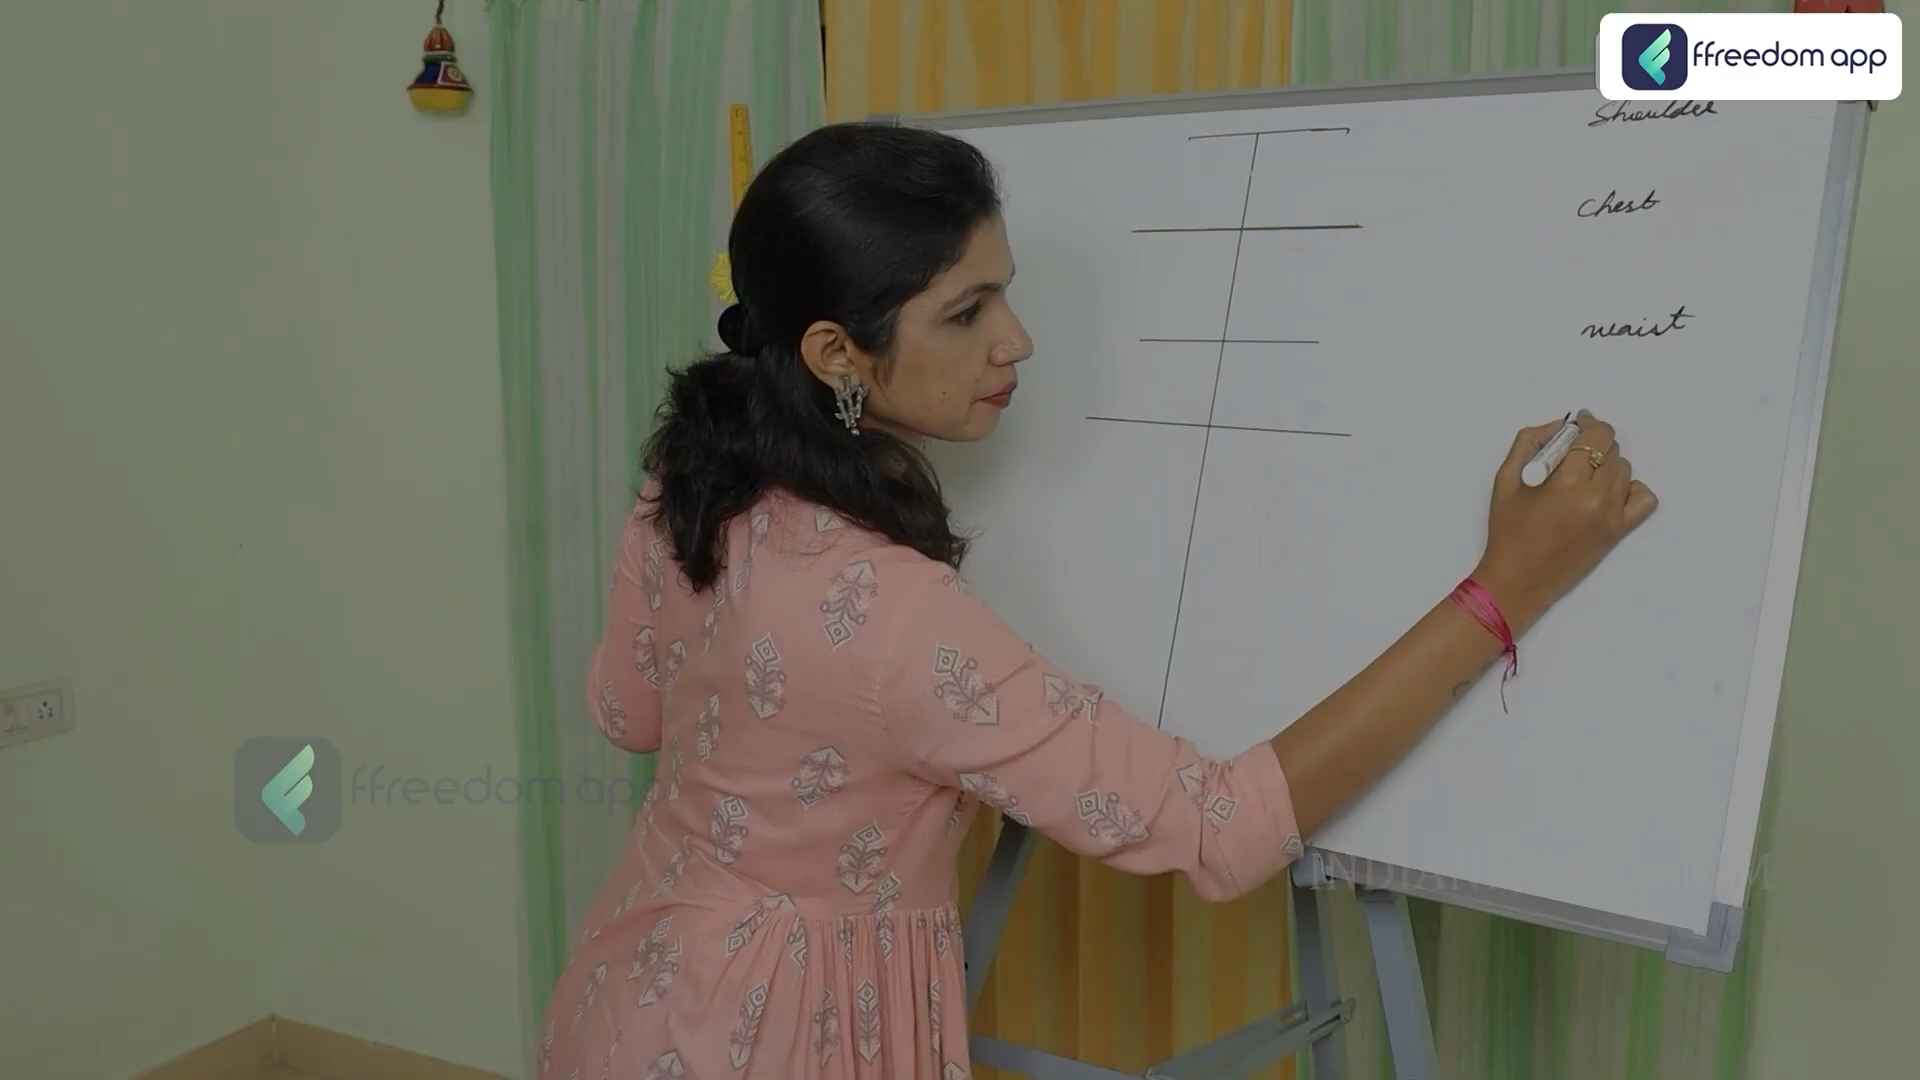 ffreedom app
Shoulder
chest
waist
ffreedom app